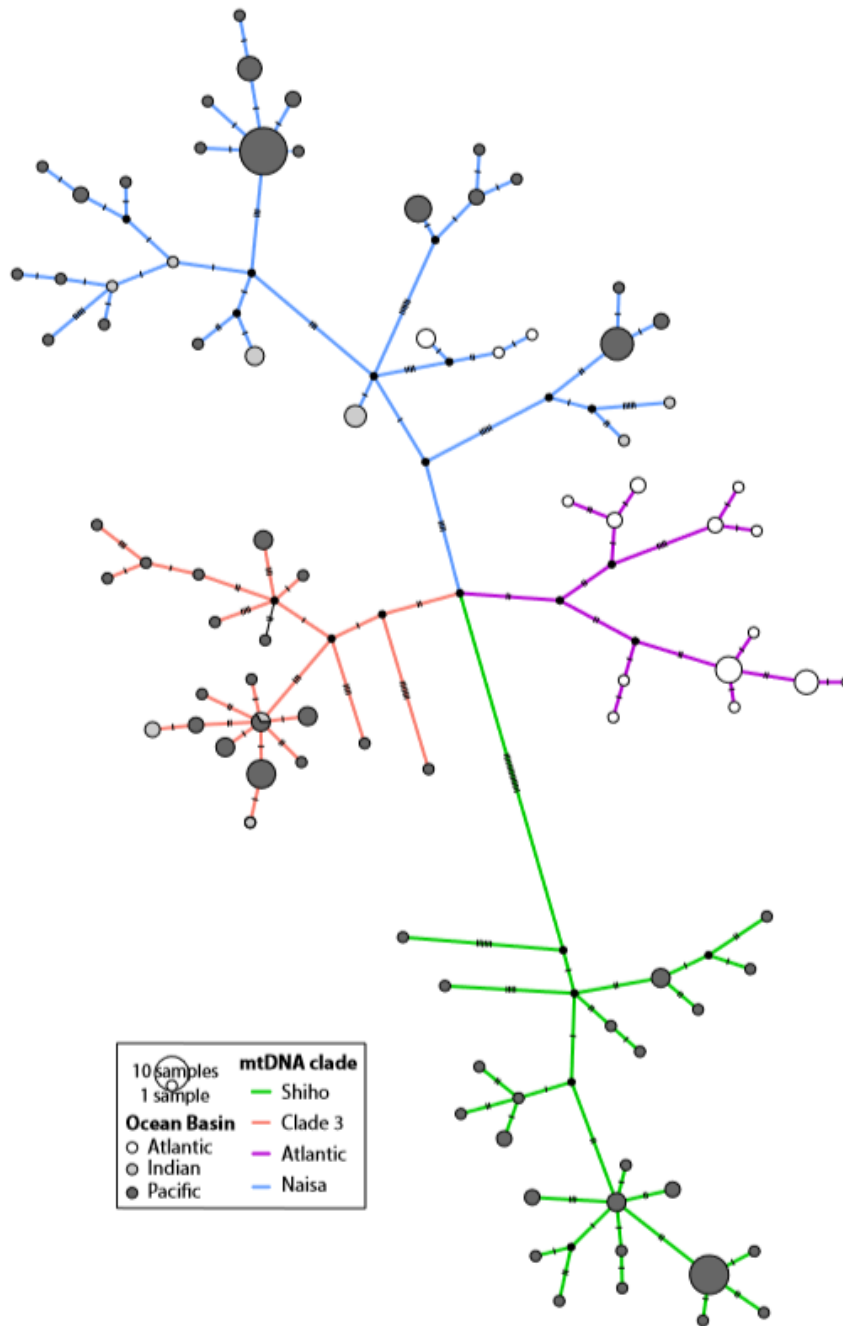 10 samples
1 sample
Ocean Basin
Atlantic
Indian
Pacific
mtDNA clade
Shiho
Clade 3
Atlantic
Naisa